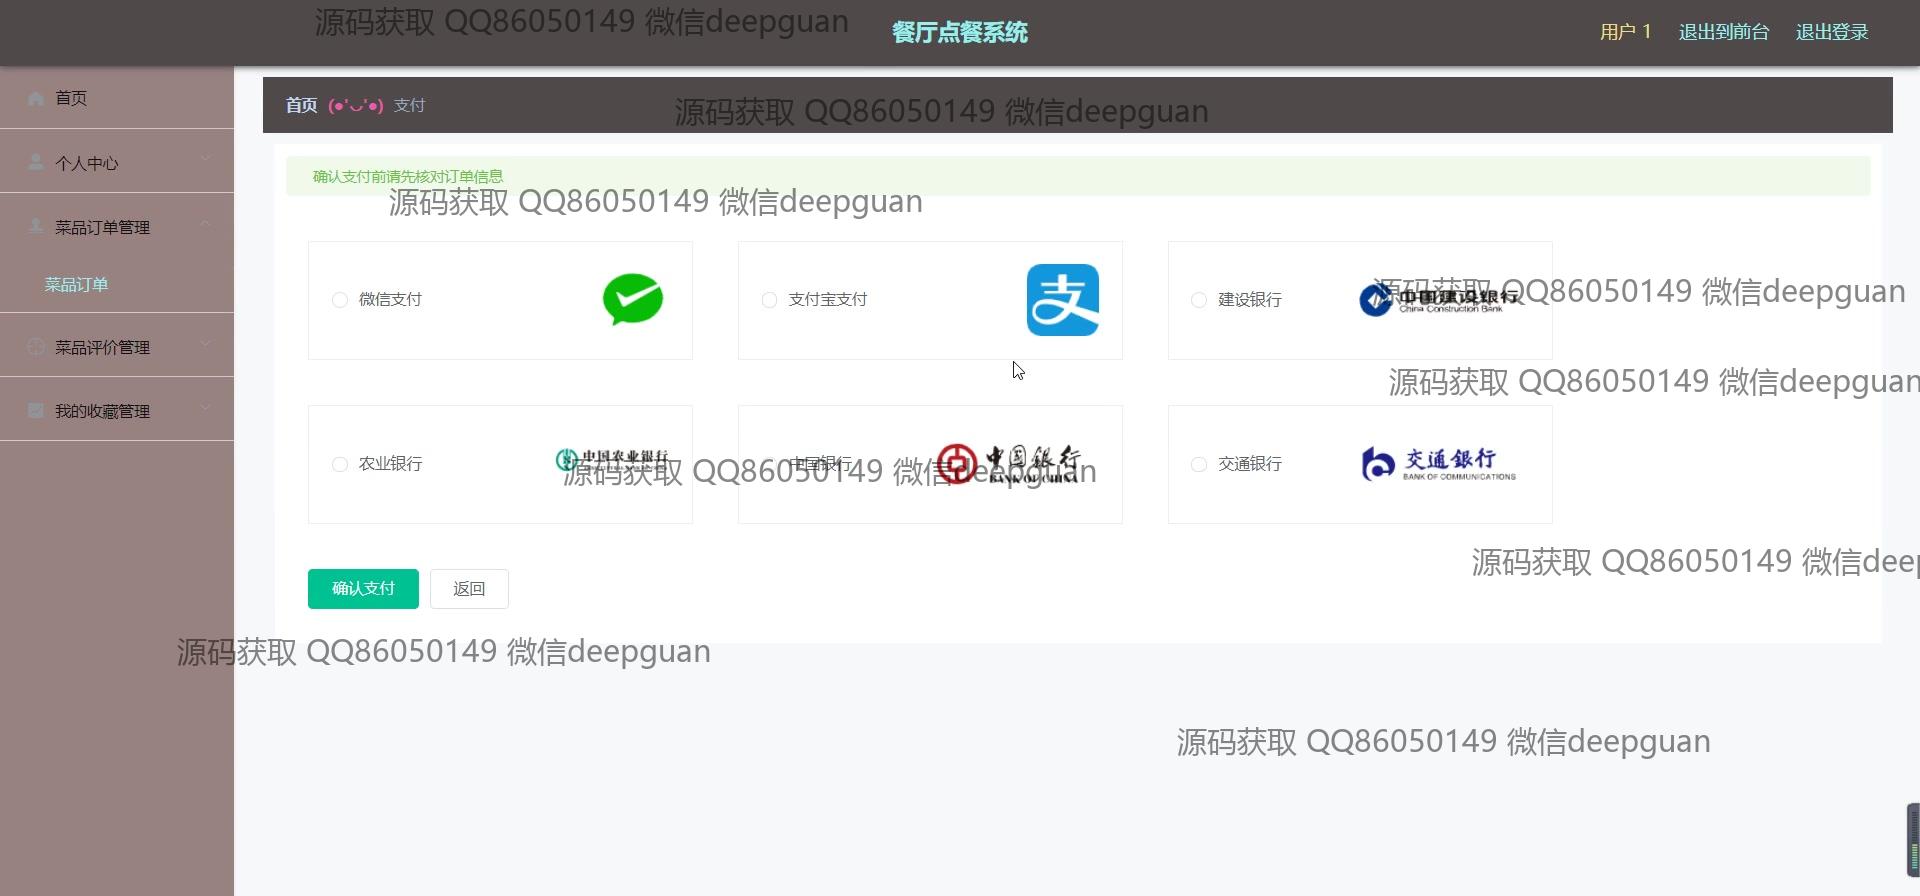 源码获取 QQ86050149 微信deepguan
餐厅点餐系统
用户 1 退出到前台 退出登录
首页
个人中心
菜品订单管理
菜品订单
菜品评价管理
我的收藏管理
首页 (●'◡'●) 支付
源码获取 QQ86050149 微信deepguan
确认支付前请先核对订单信息
源码获取 QQ86050149 微信deepguan
微信支付
支付宝支付
支
建设银行
中国建设银行
China Construction Bank
源码获取 QQ86050149 微信deepguan
源码获取 QQ86050149 微信deepguan
农业银行
中国农业银行
中国银行
中国银行
BANK OF CHINA
源码获取 QQ86050149 微信deepguan
交通银行
交通銀行
BANK OF COMMUNICATIONS
源码获取 QQ86050149 微信deep
确认支付 返回
源码获取 QQ86050149 微信deepguan
源码获取 QQ86050149 微信deepguan